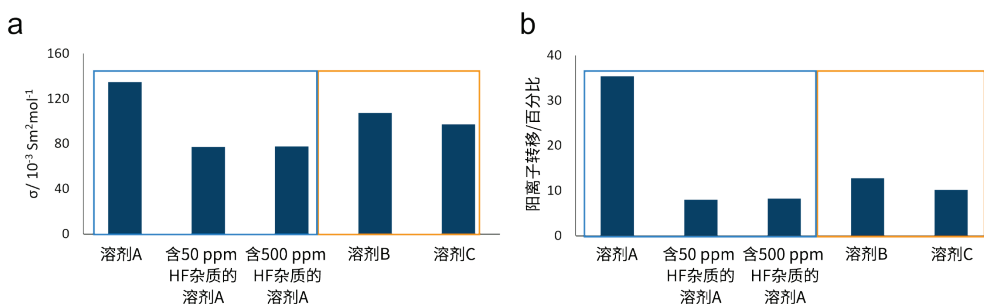 a
160
120
80
40
0
σ/ 10⁻³ Sm²mol⁻¹
溶剂A
含50 ppm
HF杂质的
溶剂A
含500 ppm
HF杂质的
溶剂A
溶剂B
溶剂C
b
40
30
20
10
0
阳离子转移/百分比
溶剂A
含50 ppm
HF杂质的
溶剂A
含500 ppm
HF杂质的
溶剂A
溶剂B
溶剂C